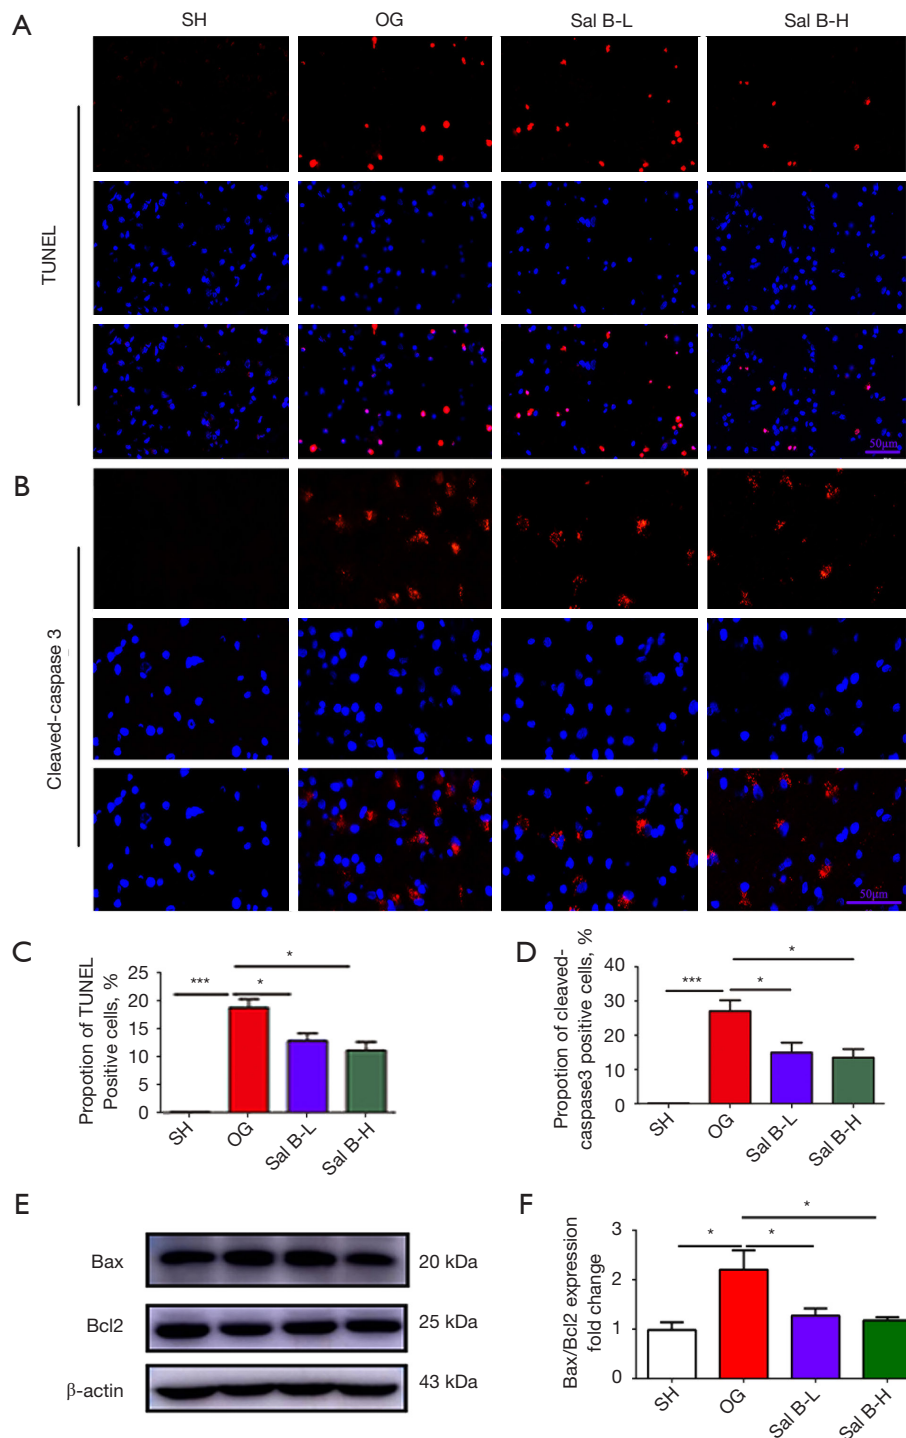 A
SH
OG
Sal B-L
Sal B-H
TUNEL
50μm
B
Cleaved-caspase 3
50μm
C
Propotion of TUNEL
Positive cells, %
25
20
15
10
5
0
***
*
*
SH
OG
Sal B-L
Sal B-H
D
Propotion of cleaved-
caspase3 positive cells, %
40
30
20
10
0
***
*
*
SH
OG
Sal B-L
Sal B-H
E
Bax
20 kDa
Bcl2
25 kDa
β-actin
43 kDa
F
Bax/Bcl2 expression
fold change
3
2
1
0
*
*
*
SH
OG
Sal B-L
Sal B-H